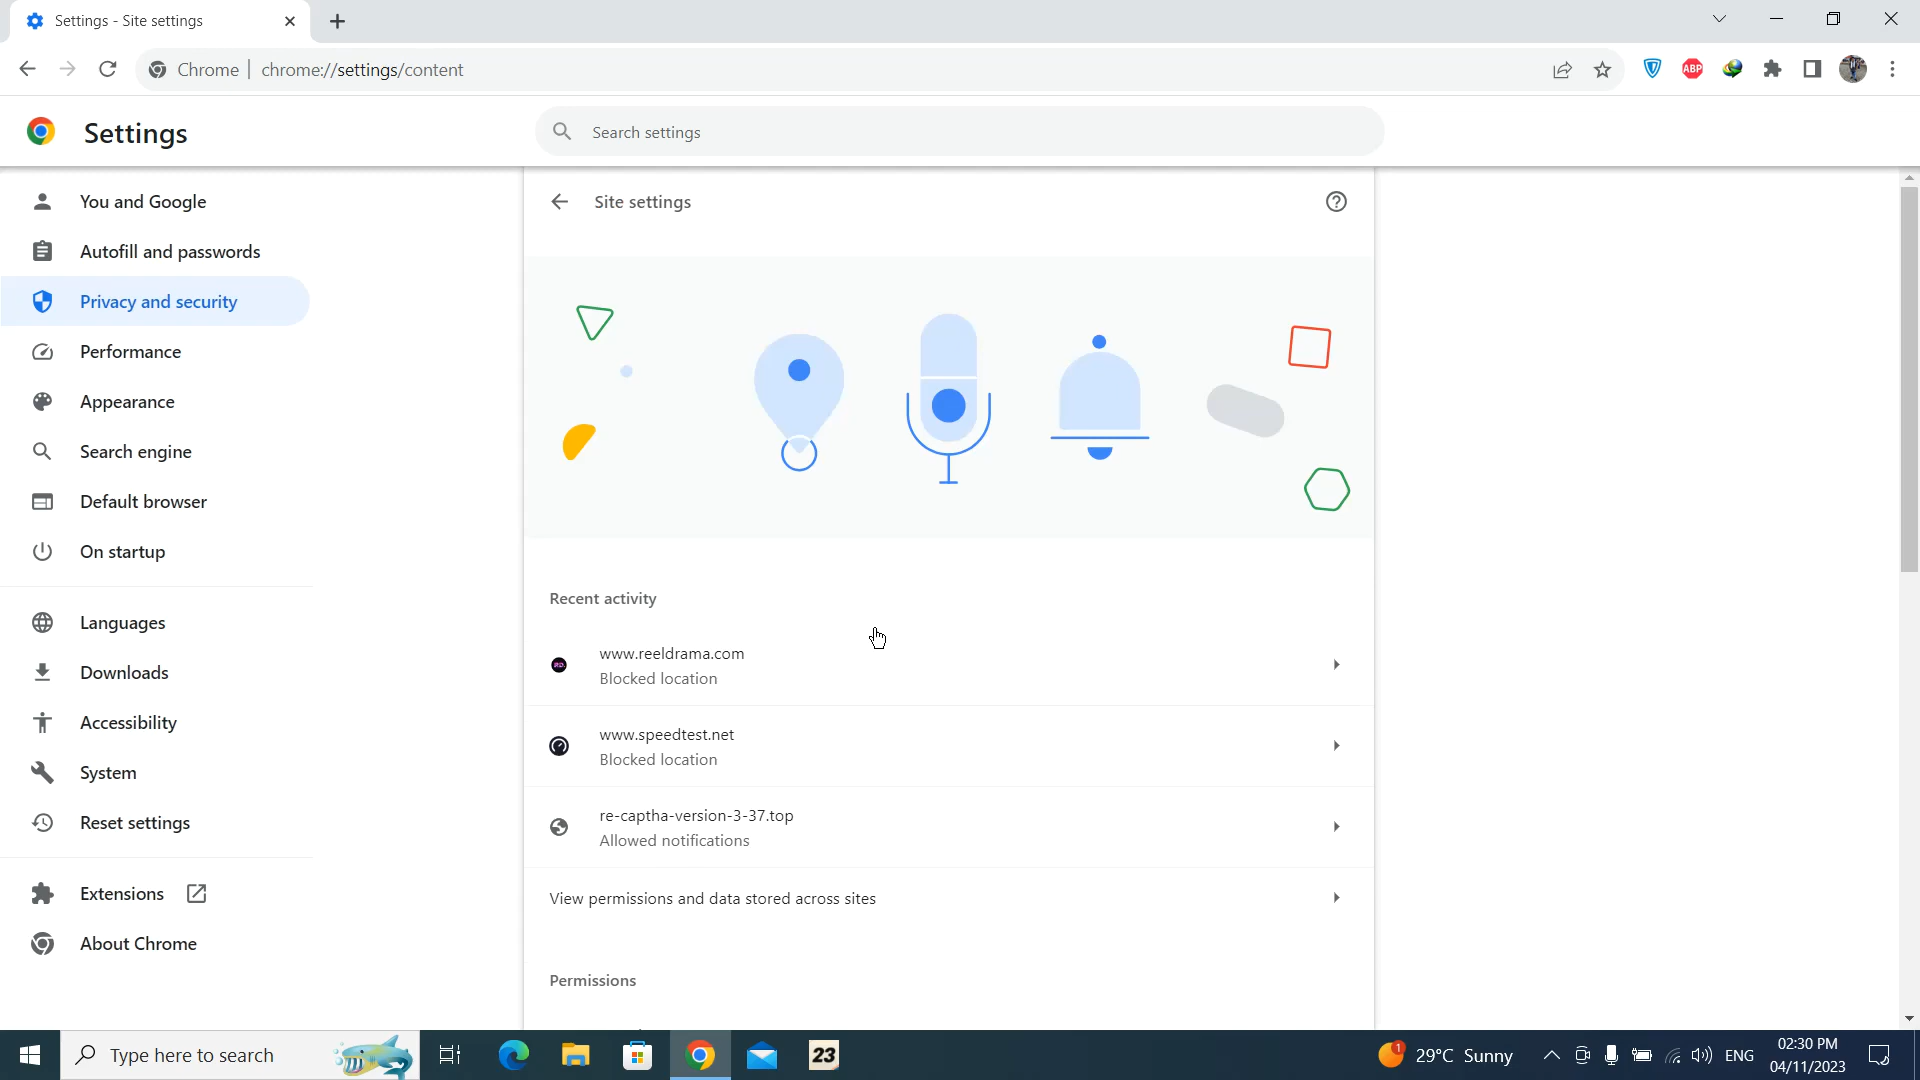 Settings - Site settings
Chrome
chrome://settings/content
ABP
Settings
Search settings
You and Google
Autofill and passwords
Privacy and security
Performance
Appearance
Search engine
Default browser
On startup
Languages
Downloads
Accessibility
System
Reset settings
Extensions
About Chrome
Site settings
Recent activity
www.reeldrama.com
Blocked location
www.speedtest.net
Blocked location
re-captha-version-3-37.top
Allowed notifications
View permissions and data stored across sites
Permissions
Type here to search
23
1
29°C Sunny
ENG
02:30 PM
04/11/2023